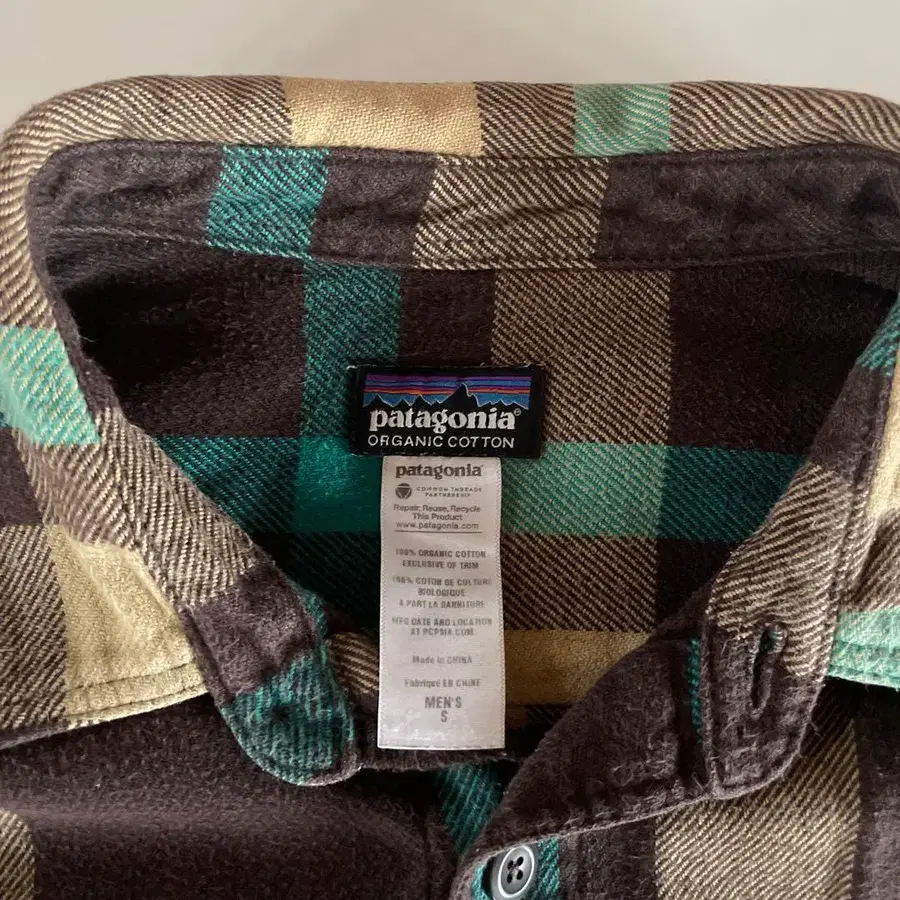 patagonia®
ORGANIC COTTON
patagonia®
COMMON THREADS
PARTNERSHIP
Repair, Reuse, Recycle
This Product
www.patagonia.com
100% ORGANIC COTTON
EXCLUSIVE OF TRIM
100% COTON DE CULTURE
BIOLOGIQUE
A PART LA GARNITURE
MFG DATE AND LOCATION
AT PCPSIA.COM
Made in CHINA
Fabriqué EN CHINE
MEN'S
S